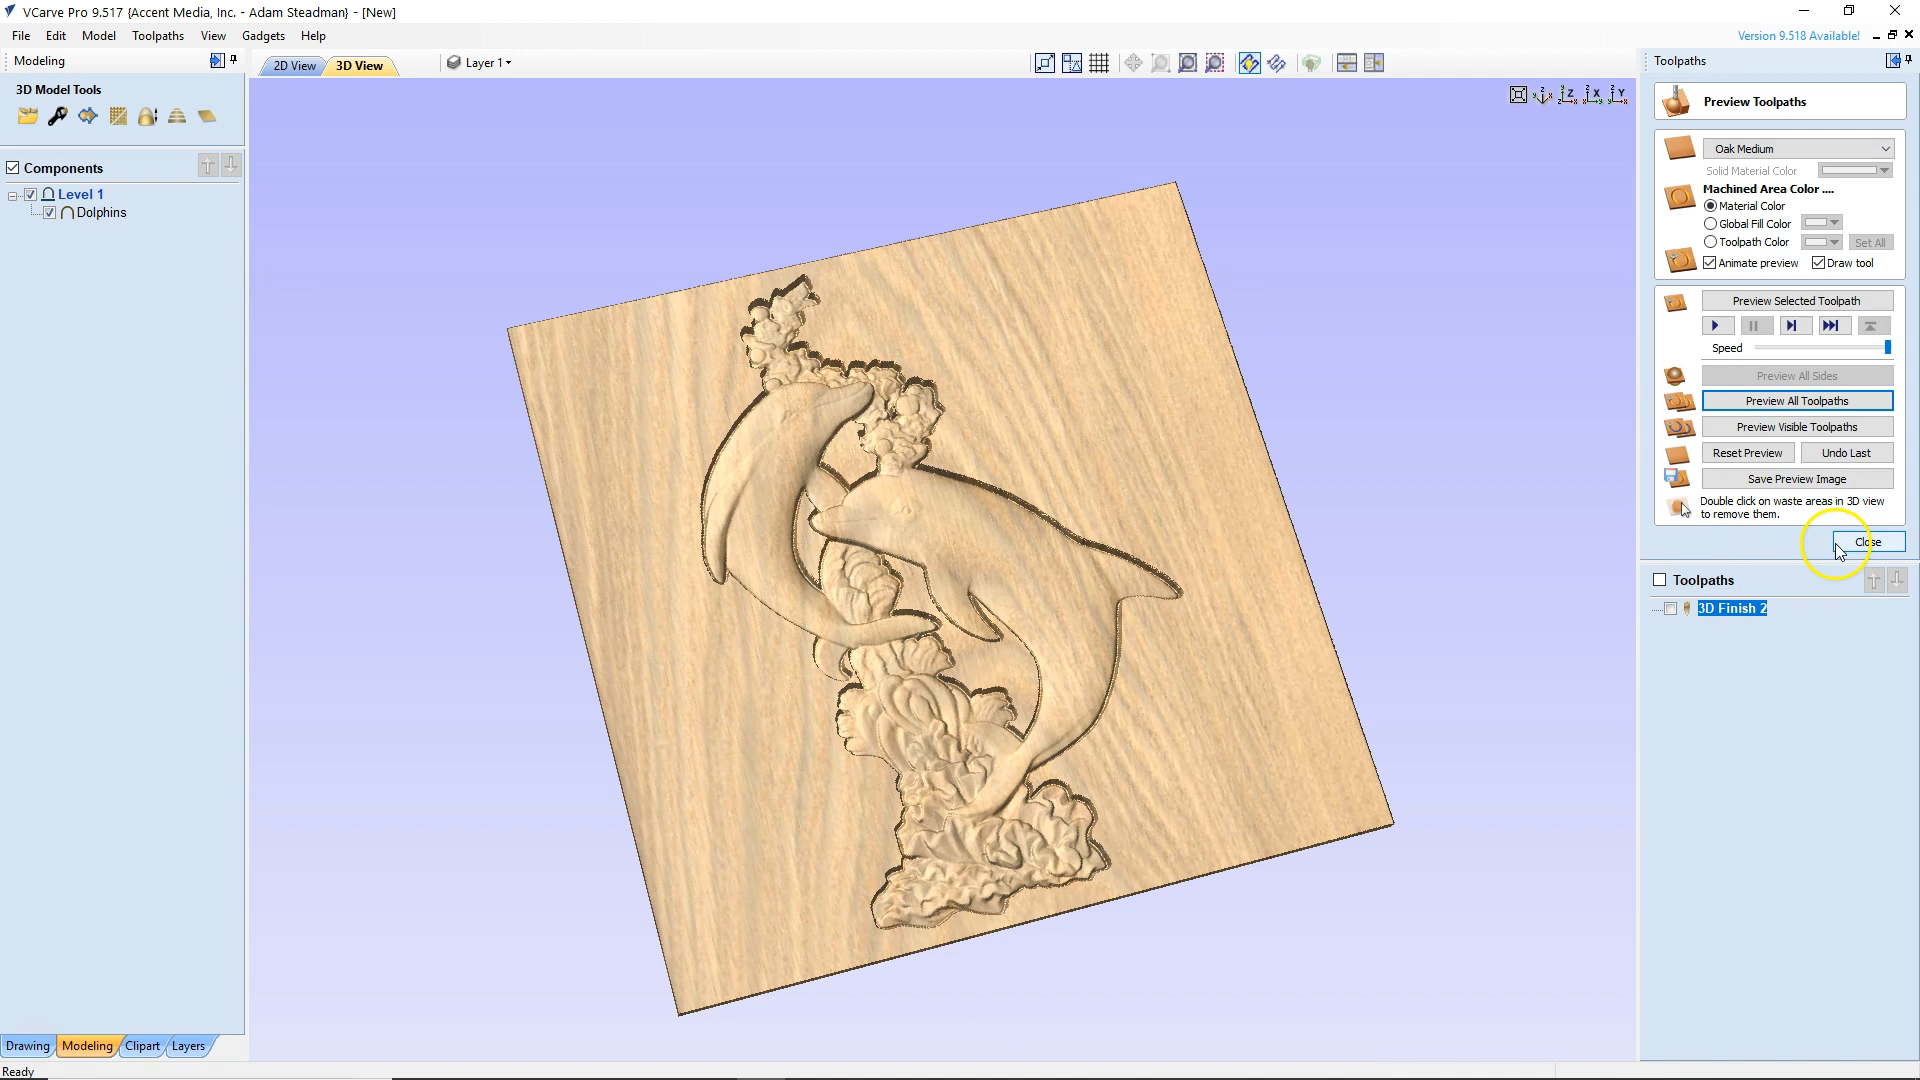 VCarve Pro 9.517 {Accent Media, Inc. - Adam Steadman} - [New]
File Edit Model Toolpaths View Gadgets Help
Version 9.518 Available!
Modeling
3D Model Tools
Components
Level 1
Dolphins
2D View 3D View Layer 1
Z X Y
Toolpaths
Preview Toolpaths
Oak Medium
Solid Material Color
Machined Area Color ....
Material Color
Global Fill Color
Toolpath Color Set All
Animate preview Draw tool
Preview Selected Toolpath
Speed
Preview All Sides
Preview All Toolpaths
Preview Visible Toolpaths
Reset Preview Undo Last
Save Preview Image
Double click on waste areas in 3D view
to remove them.
Close
Toolpaths
3D Finish 2
Drawing Modeling Clipart Layers
Ready